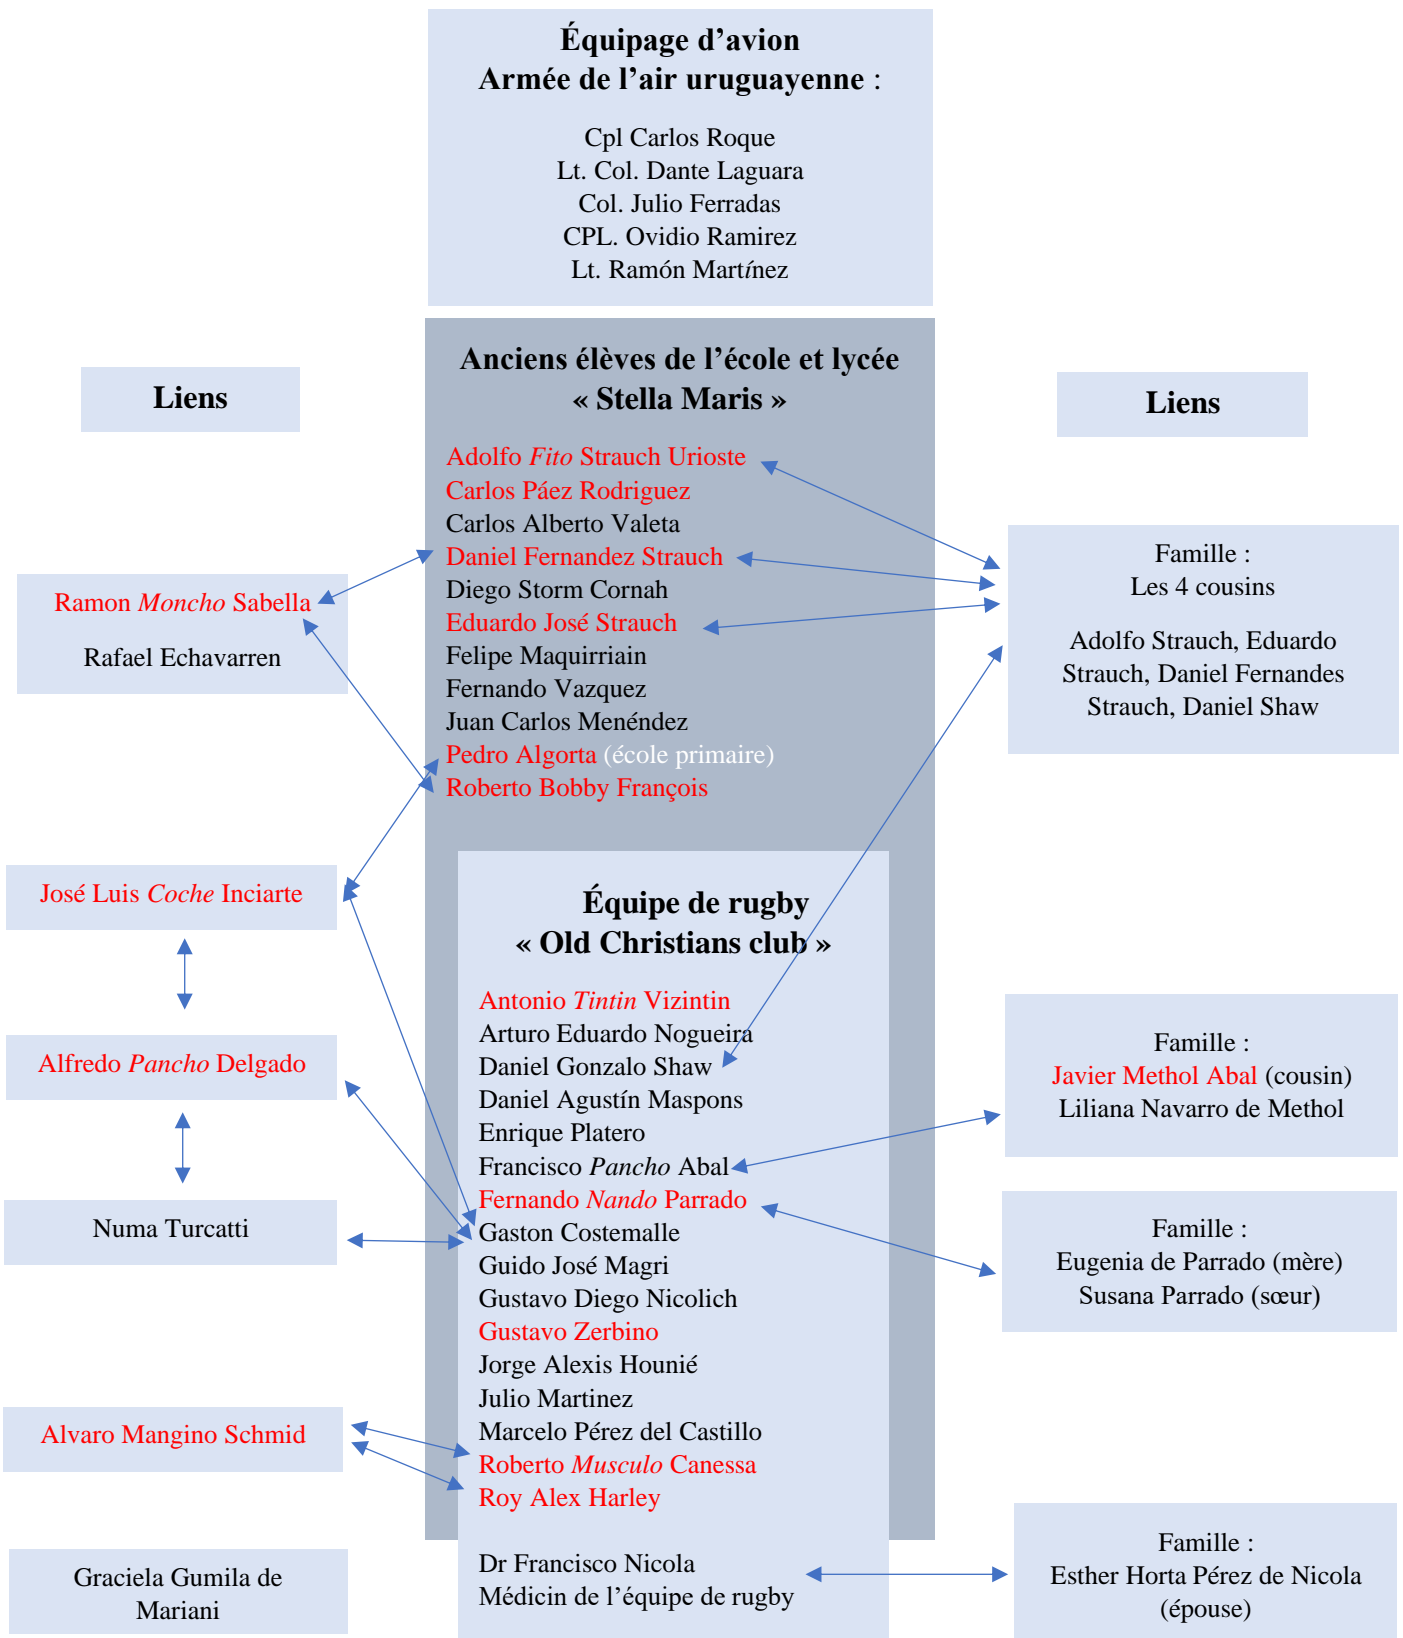 Équipage d’avion
Armée de l’air uruguayenne :
Cpl Carlos Roque
Lt. Col. Dante Laguara
Col. Julio Ferradas
CPL. Ovidio Ramirez
Lt. Ramón Martínez
Liens
Ramon Moncho Sabella
Rafael Echavarren
José Luis Coche Inciarte
Alfredo Pancho Delgado
Numa Turcatti
Alvaro Mangino Schmid
Graciela Gumila de
Mariani
Anciens élèves de l’école et lycée
« Stella Maris »
Adolfo Fito Strauch Urioste
Carlos Páez Rodriguez
Carlos Alberto Valeta
Daniel Fernandez Strauch
Diego Storm Cornah
Eduardo José Strauch
Felipe Maquirriain
Fernando Vazquez
Juan Carlos Menéndez
Pedro Algorta (école primaire)
Roberto Bobby François
Équipe de rugby
« Old Christians club »
Antonio Tintin Vizintin
Arturo Eduardo Nogueira
Daniel Gonzalo Shaw
Daniel Agustín Maspons
Enrique Platero
Francisco Pancho Abal
Fernando Nando Parrado
Gaston Costemalle
Guido José Magri
Gustavo Diego Nicolich
Gustavo Zerbino
Jorge Alexis Hounié
Julio Martinez
Marcelo Pérez del Castillo
Roberto Musculo Canessa
Roy Alex Harley
Dr Francisco Nicola
Médicin de l’équipe de rugby
Liens
Famille :
Les 4 cousins
Adolfo Strauch, Eduardo
Strauch, Daniel Fernandes
Strauch, Daniel Shaw
Famille :
Javier Methol Abal (cousin)
Liliana Navarro de Methol
Famille :
Eugenia de Parrado (mère)
Susana Parrado (sœur)
Famille :
Esther Horta Pérez de Nicola
(épouse)